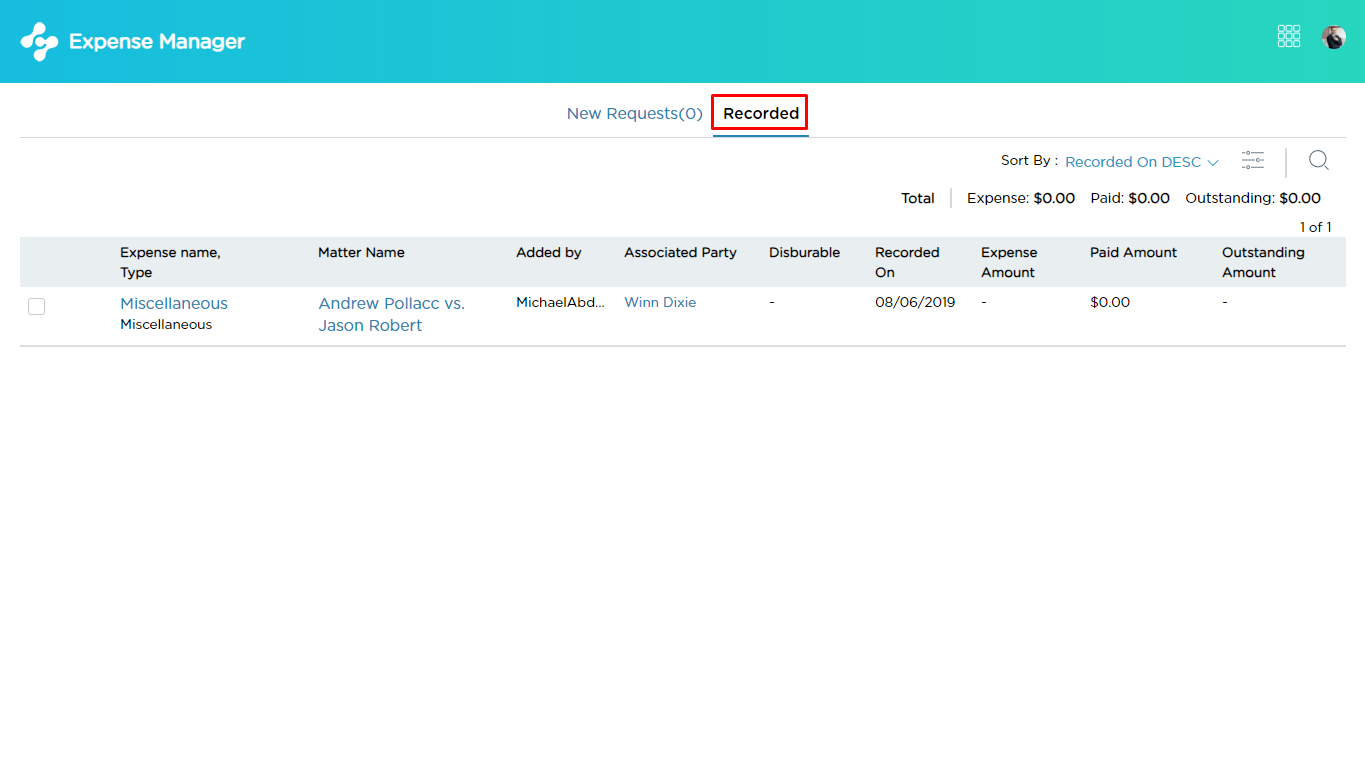 Expense Manager
New Requests(0) Recorded
Sort By : Recorded On DESC
Total Expense: $0.00 Paid: $0.00 Outstanding: $0.00
1 of 1
Expense name, Matter Name Added by Associated Party Disburable Recorded Expense Paid Amount Outstanding
Type On Amount Amount
Miscellaneous Andrew Pollacc vs. MichaelAbd... Winn Dixie - 08/06/2019 - $0.00 -
Miscellaneous Jason Robert